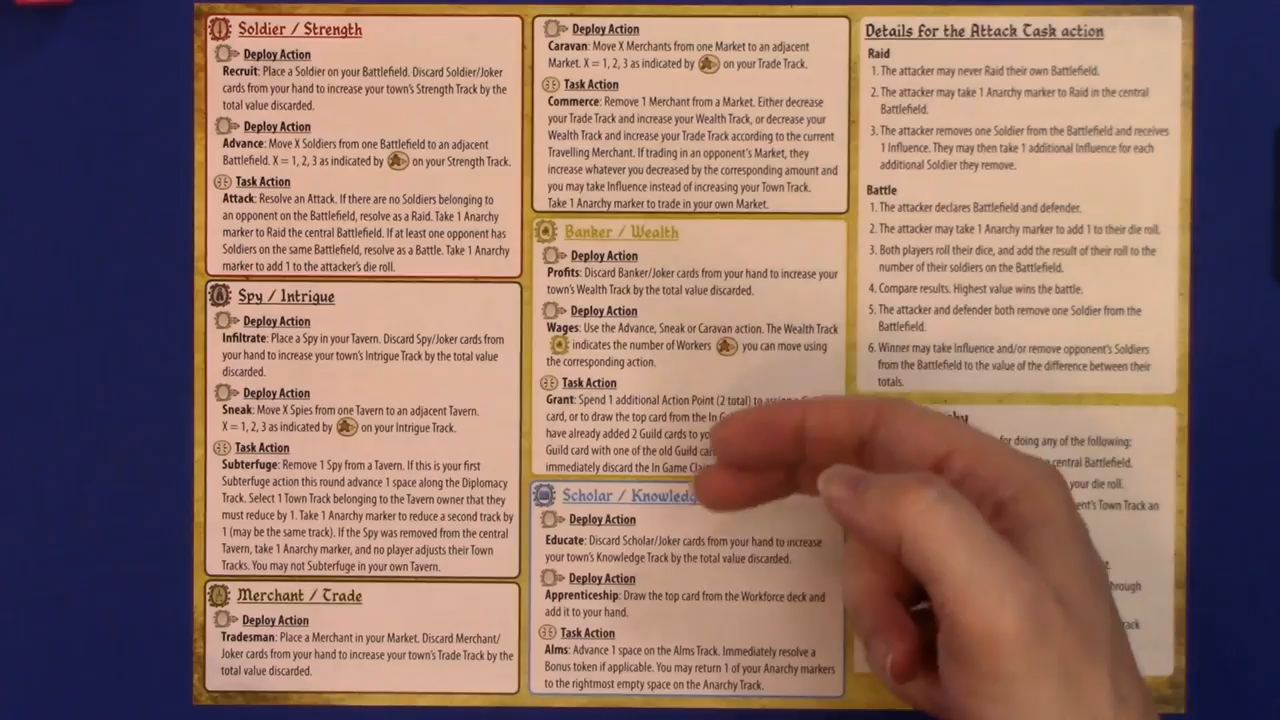 Soldier / Strength
Deploy Action
Recruit: Place a Soldier on your Battlefield. Discard Soldier/Joker
cards from your hand to increase your town's Strength Track by the
total value discarded.
Deploy Action
Advance: Move X Soldiers from one Battlefield to an adjacent
Battlefield. X = 1, 2, 3 as indicated by on your Strength Track.
Task Action
Attack: Resolve an Attack. If there are no Soldiers belonging to
an opponent on the Battlefield, resolve as a Raid. Take 1 Anarchy
marker to Raid the central Battlefield. If at least one opponent has
Soldiers on the same Battlefield, resolve as a Battle. Take 1 Anarchy
marker to add 1 to the attacker's die roll.
Spy / Intrigue
Deploy Action
Infiltrate: Place a Spy in your Tavern. Discard Spy/Joker cards from
your hand to increase your town's Intrigue Track by the total value
discarded.
Deploy Action
Sneak: Move X Spies from one Tavern to an adjacent Tavern.
X = 1, 2, 3 as indicated by on your Intrigue Track.
Task Action
Subterfuge: Remove 1 Spy from a Tavern. If this is your first
Subterfuge action this round advance 1 space along the Diplomacy
Track. Select 1 Town Track belonging to the Tavern owner that they
must reduce by 1. Take 1 Anarchy marker to reduce a second track by
1 (may be the same track). If the Spy was removed from the central
Tavern, take 1 Anarchy marker, and no player adjusts their Town
Tracks. You may not Subterfuge in your own Tavern.
Merchant / Trade
Deploy Action
Tradesman: Place a Merchant in your Market. Discard Merchant/
Joker cards from your hand to increase your town's Trade Track by the
total value discarded.
Deploy Action
Caravan: Move X Merchants from one Market to an adjacent
Market. X = 1, 2, 3 as indicated by on your Trade Track.
Task Action
Commerce: Remove 1 Merchant from a Market. Either decrease
your Trade Track and increase your Wealth Track, or decrease your
Wealth Track and increase your Trade Track according to the current
Travelling Merchant. If trading in an opponent's Market, they
increase whatever you decreased by the corresponding amount and
you may take Influence instead of increasing your Town Track.
Take 1 Anarchy marker to trade in your own Market.
Banker / Wealth
Deploy Action
Profits: Discard Banker/Joker cards from your hand to increase your
town's Wealth Track by the total value discarded.
Deploy Action
Wages: Use the Advance, Sneak or Caravan action. The Wealth Track
indicates the number of Workers you can move using
the corresponding action.
Task Action
Grant: Spend 1 additional Action Point (2 total) to
card, or to draw the top card from the In
have already added 2 Guild cards to
Guild card with one of the old Guild
immediately discard the In Game
Scholar / Knowledg
Deploy Action
Educate: Discard Scholar/Joker cards from your hand to increase
your town's Knowledge Track by the total value discarded.
Deploy Action
Apprenticeship: Draw the top card from the Workforce deck and
add it to your hand.
Task Action
Alms: Advance 1 space on the Alms Track. Immediately resolve a
Bonus token if applicable. You may return 1 of your Anarchy markers
to the rightmost empty space on the Anarchy Track.
Details for the Attack Task action
Raid
1. The attacker may never Raid their own Battlefield.
2. The attacker may take 1 Anarchy marker to Raid in the central
Battlefield.
3. The attacker removes one Soldier from the Battlefield and receives
1 Influence. They may then take 1 additional Influence for each
additional Soldier they remove.
Battle
1. The attacker declares Battlefield and defender.
2. The attacker may take 1 Anarchy marker to add 1 to their die roll.
3. Both players roll their dice, and add the result of their roll to the
number of their soldiers on the Battlefield.
4. Compare results. Highest value wins the battle.
5. The attacker and defender both remove one Soldier from the
Battlefield.
6. Winner may take Influence and/or remove opponent's Soldiers
from the Battlefield to the value of the difference between their
totals.
for doing any of the following:
central Battlefield.
your die roll.
Town Track an